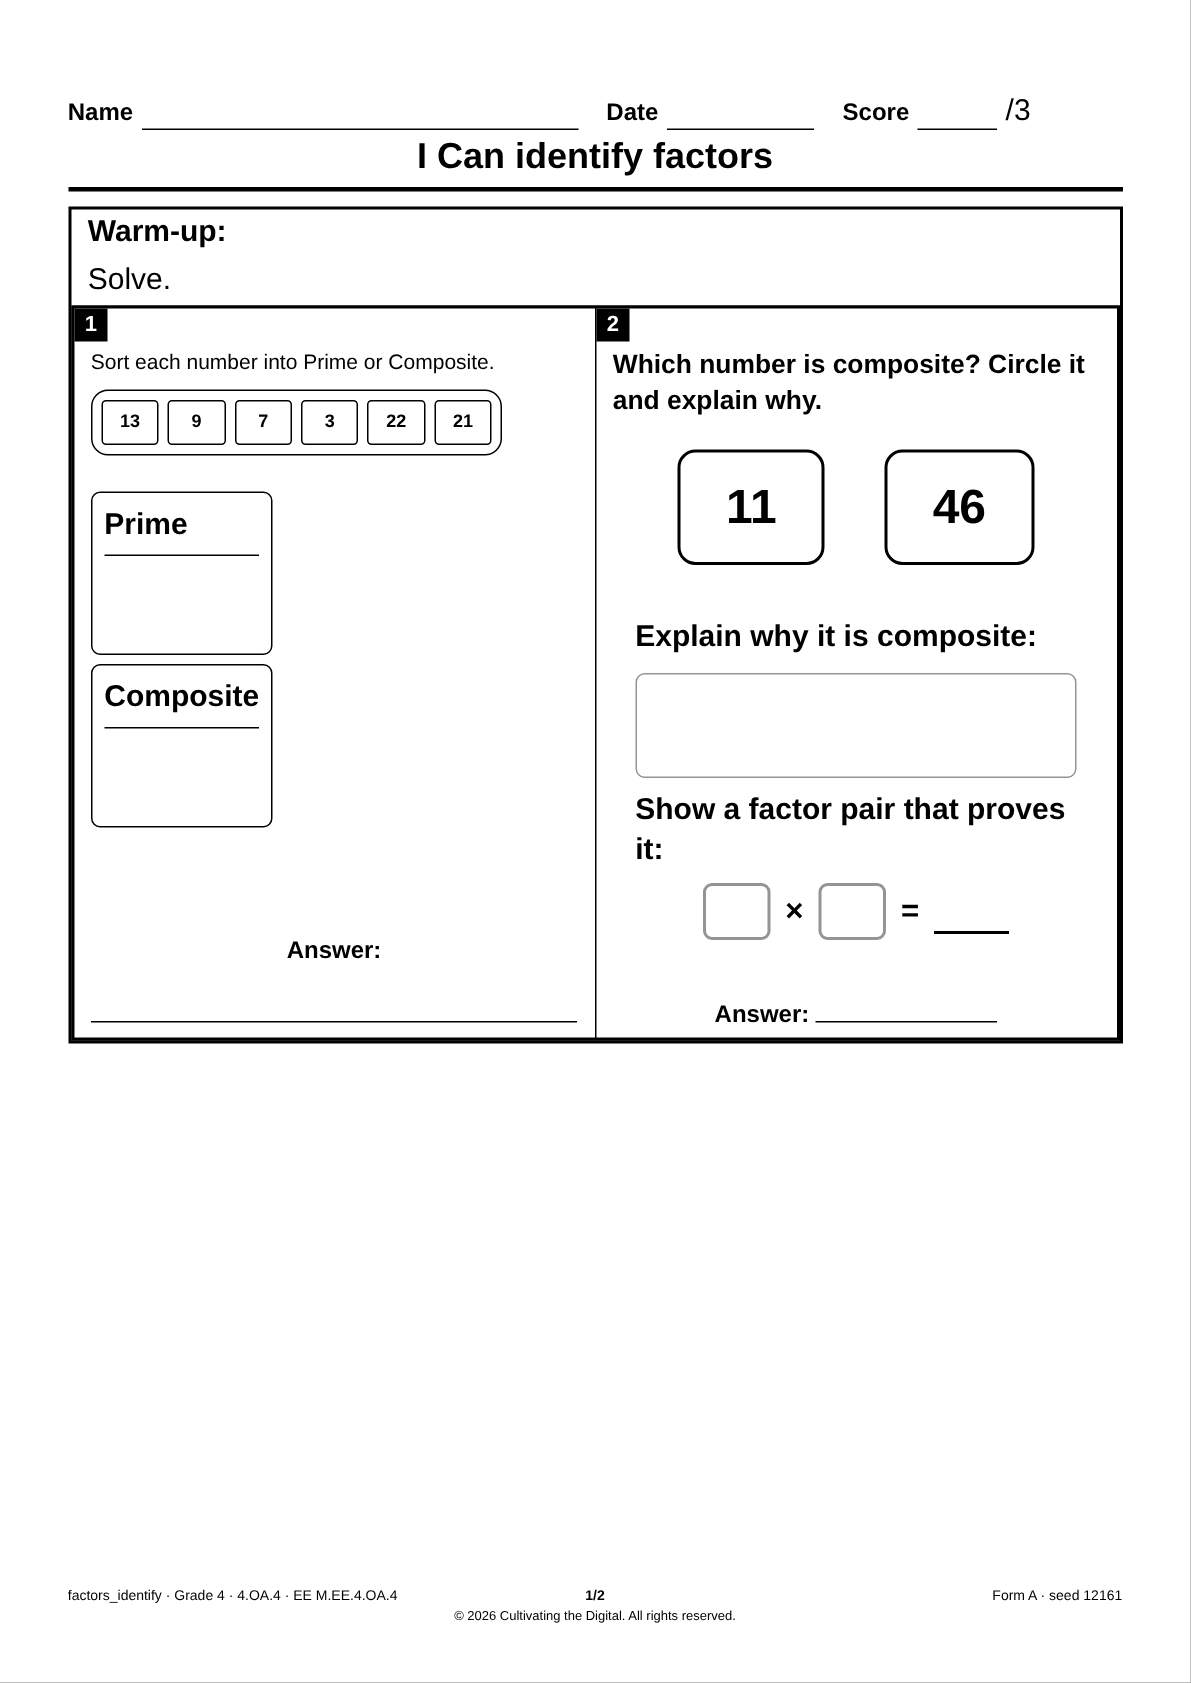 Name Date Score /3
I Can identify factors
Warm-up:
Solve.
1
Sort each number into Prime or Composite.
13 9 7 3 22 21
Prime
Composite
Answer:
2
Which number is composite? Circle it
and explain why.
11 46
Explain why it is composite:
Show a factor pair that proves
it:
× =
Answer:
factors_identify · Grade 4 · 4.OA.4 · EE M.EE.4.OA.4 1/2 Form A · seed 12161
© 2026 Cultivating the Digital. All rights reserved.